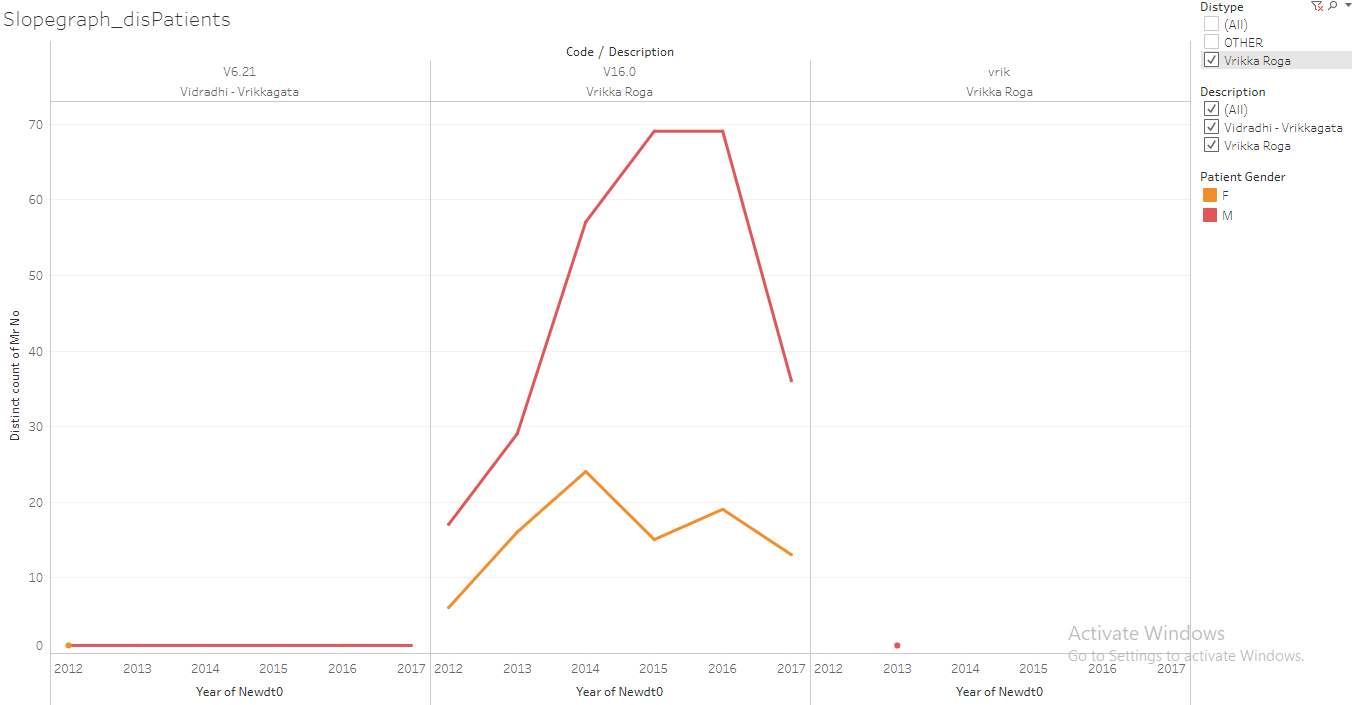 Slopegraph_disPatients
Code / Description
V6.21
V16.0
vrik
Vidradhi - Vrikkagata
Vrikka Roga
Vrikka Roga
70
60
50
40
30
20
10
0
Distinct count of Mr No
2012 2013 2014 2015 2016 2017
2012 2013 2014 2015 2016 2017
2012 2013 2014 2015 2016 2017
Year of Newdt0
Year of Newdt0
Year of Newdt0
Distype
(All)
OTHER
Vrikka Roga
Description
(All)
Vidradhi - Vrikkagata
Vrikka Roga
Patient Gender
F
M
Activate Windows
Go to Settings to activate Windows.